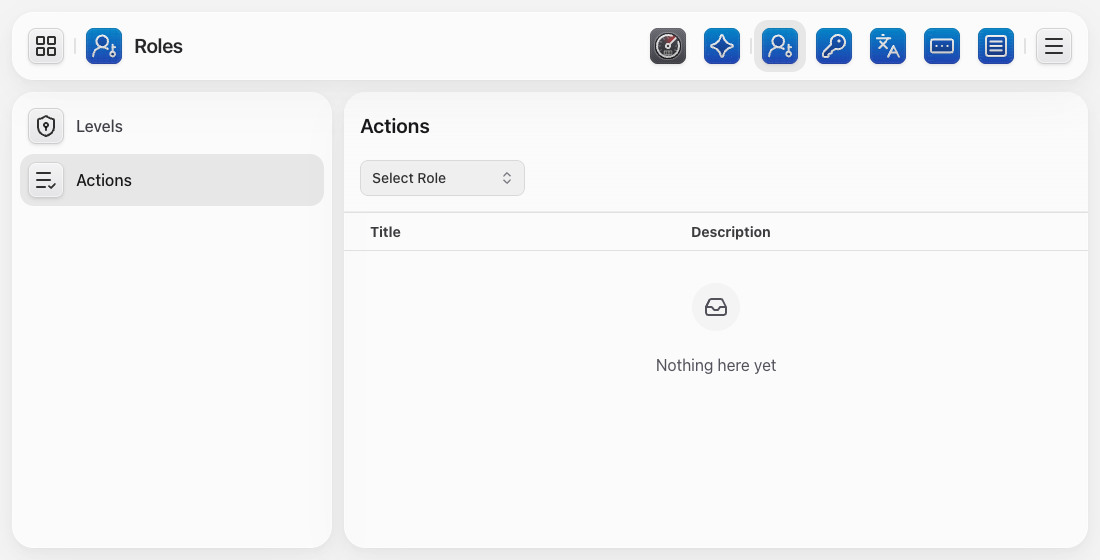 Roles
Levels
Actions
Actions
Select Role
Title
Description
Nothing here yet